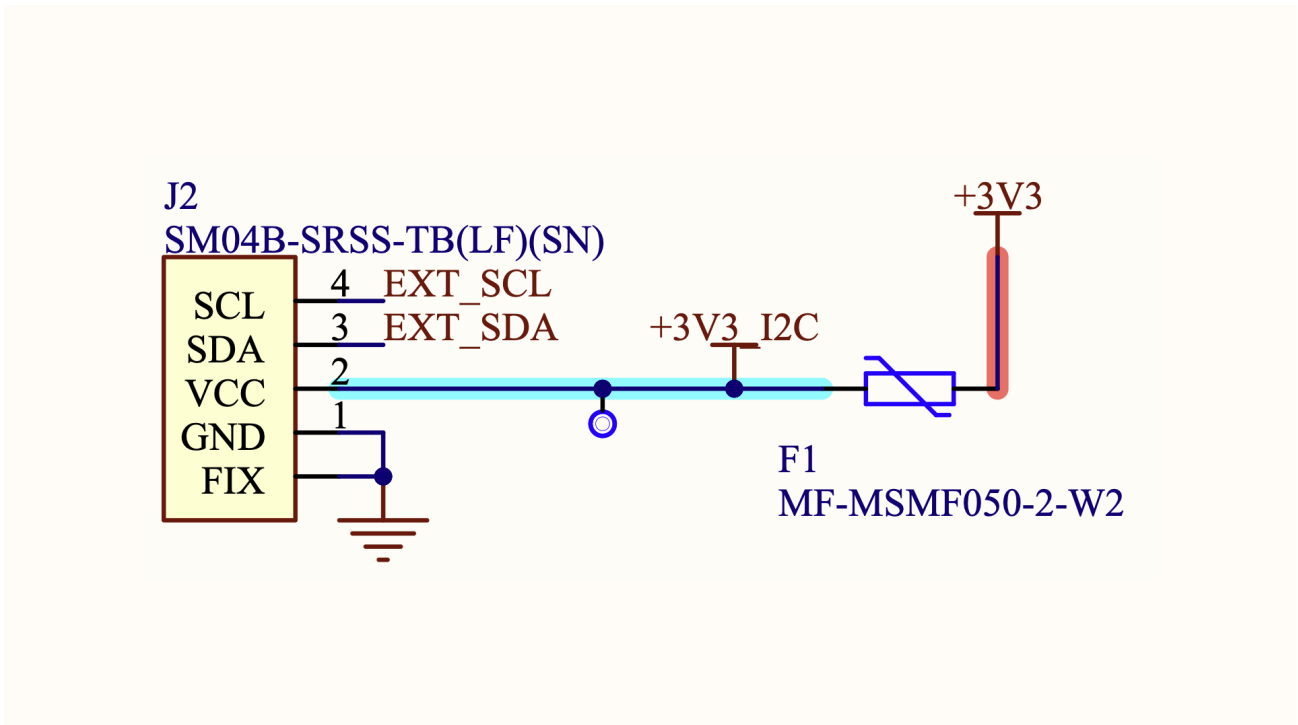 J2
SM04B-SRSS-TB(LF)(SN)
SCL
4
EXT_SCL
SDA
3
EXT_SDA
VCC
2
GND
1
FIX
+3V3_I2C
+3V3
F1
MF-MSMF050-2-W2